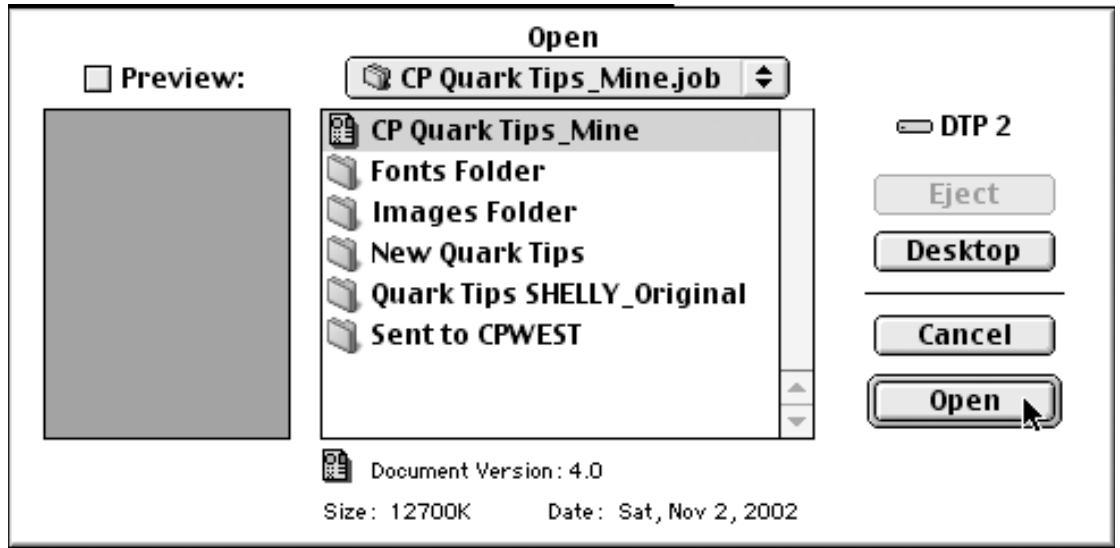 Open
Preview:
CP Quark Tips_Mine.job
CP Quark Tips_Mine
Fonts Folder
Images Folder
New Quark Tips
Quark Tips SHELLY_Original
Sent to CPWEST
DTP 2
Eject
Desktop
Cancel
Open
Document Version: 4.0
Size: 12700K Date: Sat, Nov 2, 2002